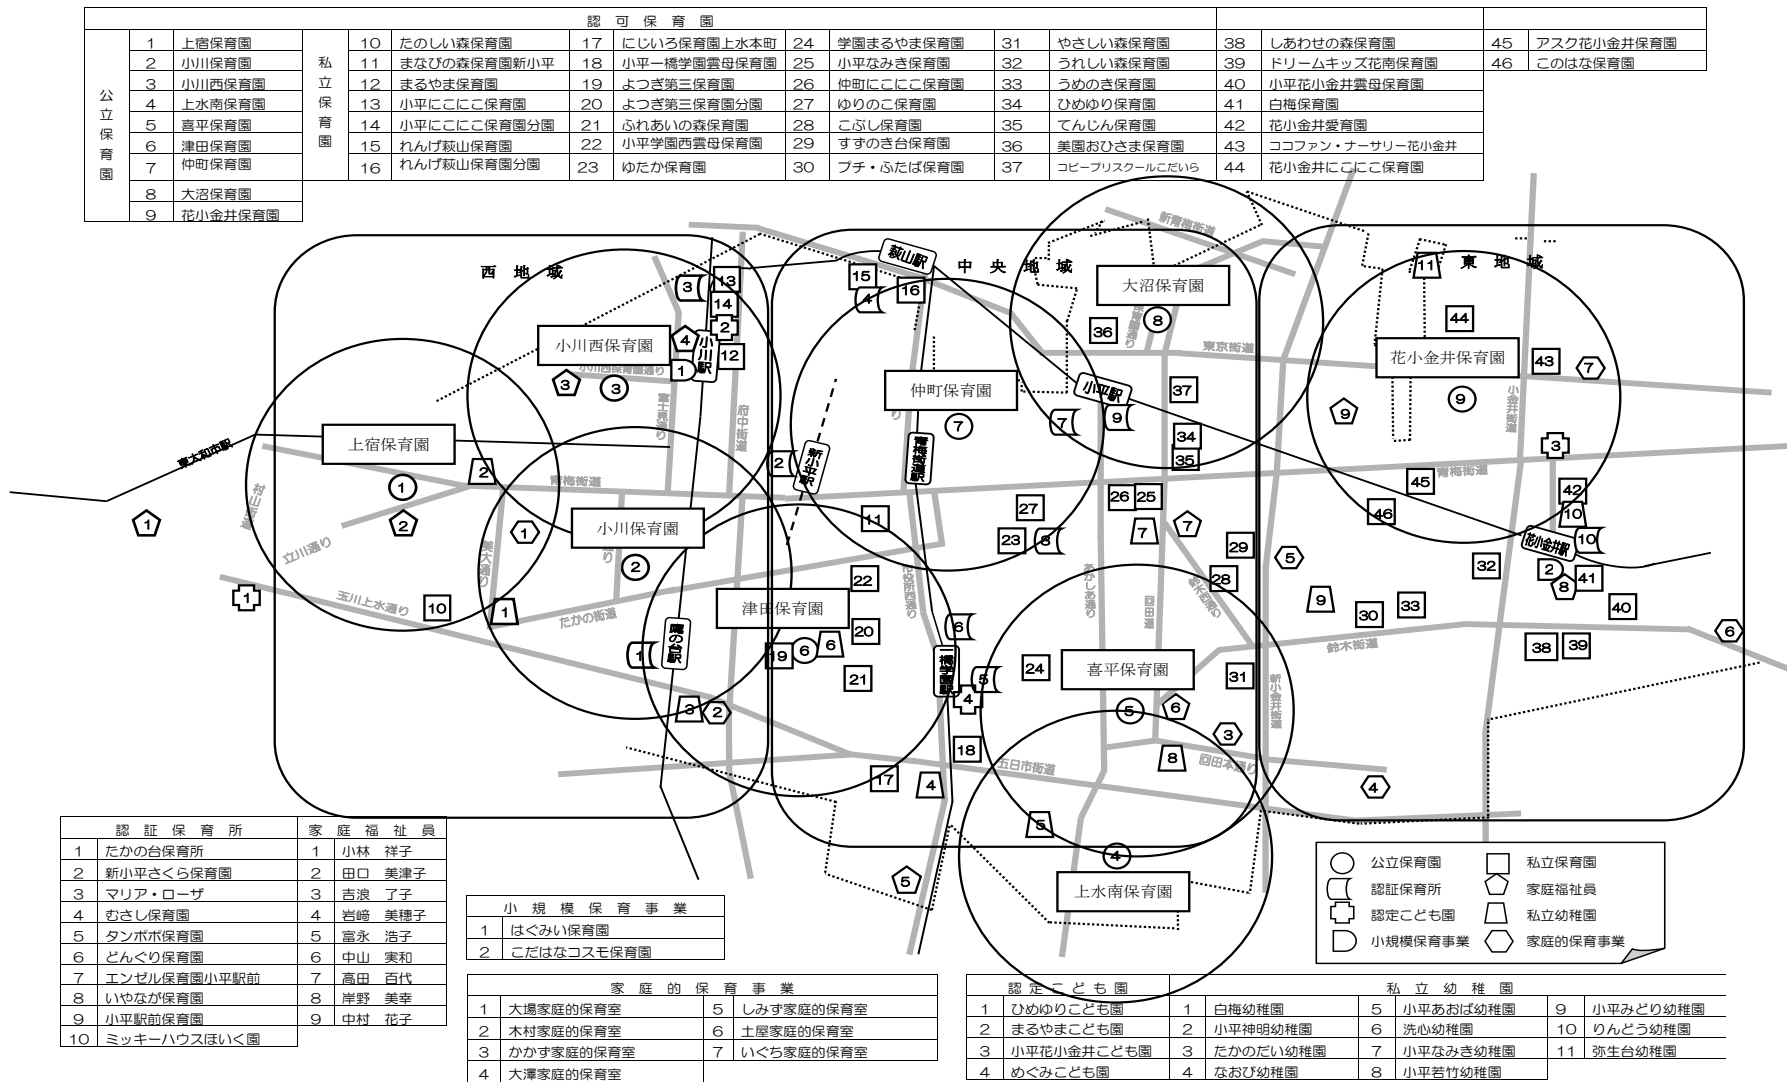 認可保育園
公立保育園
1 上宿保育園
2 小川保育園
3 小川西保育園
4 上水南保育園
5 喜平保育園
6 津田保育園
7 仲町保育園
8 大沼保育園
9 花小金井保育園
私立保育園
10 たのしい森保育園
11 まなびの森保育園新小平
12 まるやま保育園
13 小平にこにこ保育園
14 小平にこにこ保育園分園
15 れんげ萩山保育園
16 れんげ萩山保育園分園
17 にじいろ保育園上水本町
18 小平一橋学園雲母保育園
19 よつぎ第三保育園
20 よつぎ第三保育園分園
21 ふれあいの森保育園
22 小平学園西雲母保育園
23 ゆたか保育園
24 学園まるやま保育園
25 小平なみき保育園
26 仲町にこにこ保育園
27 ゆりのこ保育園
28 こぶし保育園
29 すずのき台保育園
30 プチ・ふたば保育園
31 やさしい森保育園
32 うれしい森保育園
33 うめのき保育園
34 ひめゆり保育園
35 てんじん保育園
36 美園おひさま保育園
37 コビープリスクールこだいら
38 しあわせの森保育園
39 ドリームキッズ花南保育園
40 小平花小金井雲母保育園
41 白梅保育園
42 花小金井愛育園
43 ココファン・ナーサリー花小金井
44 花小金井にこにこ保育園
45 アスク花小金井保育園
46 このはな保育園
西地域
中央地域
東地域
萩山駅
新青梅街道
大沼保育園
小川西保育園
小川駅
小川西保育園通り
富士見通り
府中街道
仲町保育園
小平駅
東京街道
花小金井保育園
小金井街道
上宿保育園
東大和市駅
青梅街道
新小平駅
青梅街道駅
青梅街道
小川保育園
立川通り
玉川上水通り
たかの街道
津田保育園
鷹の台駅
一橋学園駅
市役所西通り
あかしあ通り
回田道
喜平保育園
鈴木街道
新小金井街道
花小金井駅
五日市街道
回田本通り
上水南保育園
認証保育所
1 たかの台保育所
2 新小平さくら保育園
3 マリア・ローザ
4 むさし保育園
5 タンポポ保育園
6 どんぐり保育園
7 エンゼル保育園小平駅前
8 いやなが保育園
9 小平駅前保育園
10 ミッキーハウスほいく園
家庭福祉員
1 小林 祥子
2 田口 美津子
3 吉浪 了子
4 岩﨑 美穂子
5 富永 浩子
6 中山 実和
7 高田 百代
8 岸野 美幸
9 中村 花子
小規模保育事業
1 はぐみい保育園
2 こだはなコスモ保育園
家庭的保育事業
1 大場家庭的保育室
2 木村家庭的保育室
3 かかず家庭的保育室
4 大澤家庭的保育室
5 しみず家庭的保育室
6 土屋家庭的保育室
7 いぐち家庭的保育室
認定こども園
1 ひめゆりこども園
2 まるやまこども園
3 小平花小金井こども園
4 めぐみこども園
私立幼稚園
1 白梅幼稚園
2 小平神明幼稚園
3 たかのだい幼稚園
4 なおび幼稚園
5 小平あおば幼稚園
6 洗心幼稚園
7 小平なみき幼稚園
8 小平若竹幼稚園
9 小平みどり幼稚園
10 りんどう幼稚園
11 弥生台幼稚園
公立保育園
私立保育園
認証保育所
家庭福祉員
認定こども園
私立幼稚園
小規模保育事業
家庭的保育事業